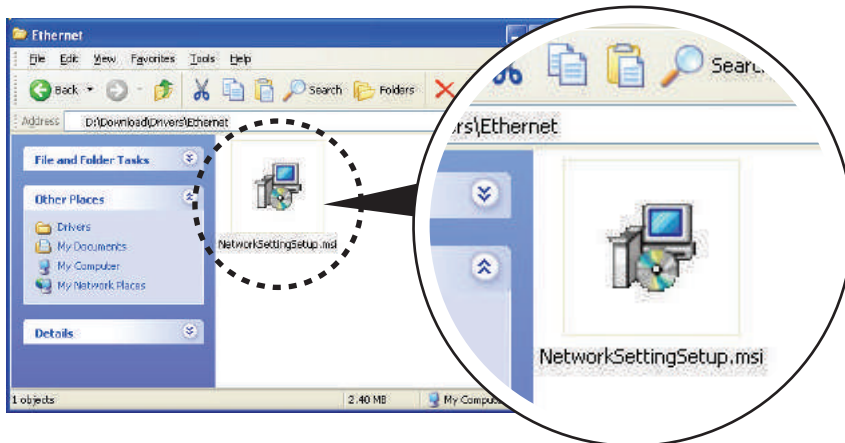 Ethernet
File Edit View Favorites Tools Help
Back Search Folders
Address D:\Download\Drivers\Ethernet
File and Folder Tasks
Other Places
Drivers
My Documents
My Computer
My Network Places
Details
NetworkSettingSetup.msi
1 objects 2.40 MB My Compute
Searc
rs\Ethernet
NetworkSettingSetup.msi